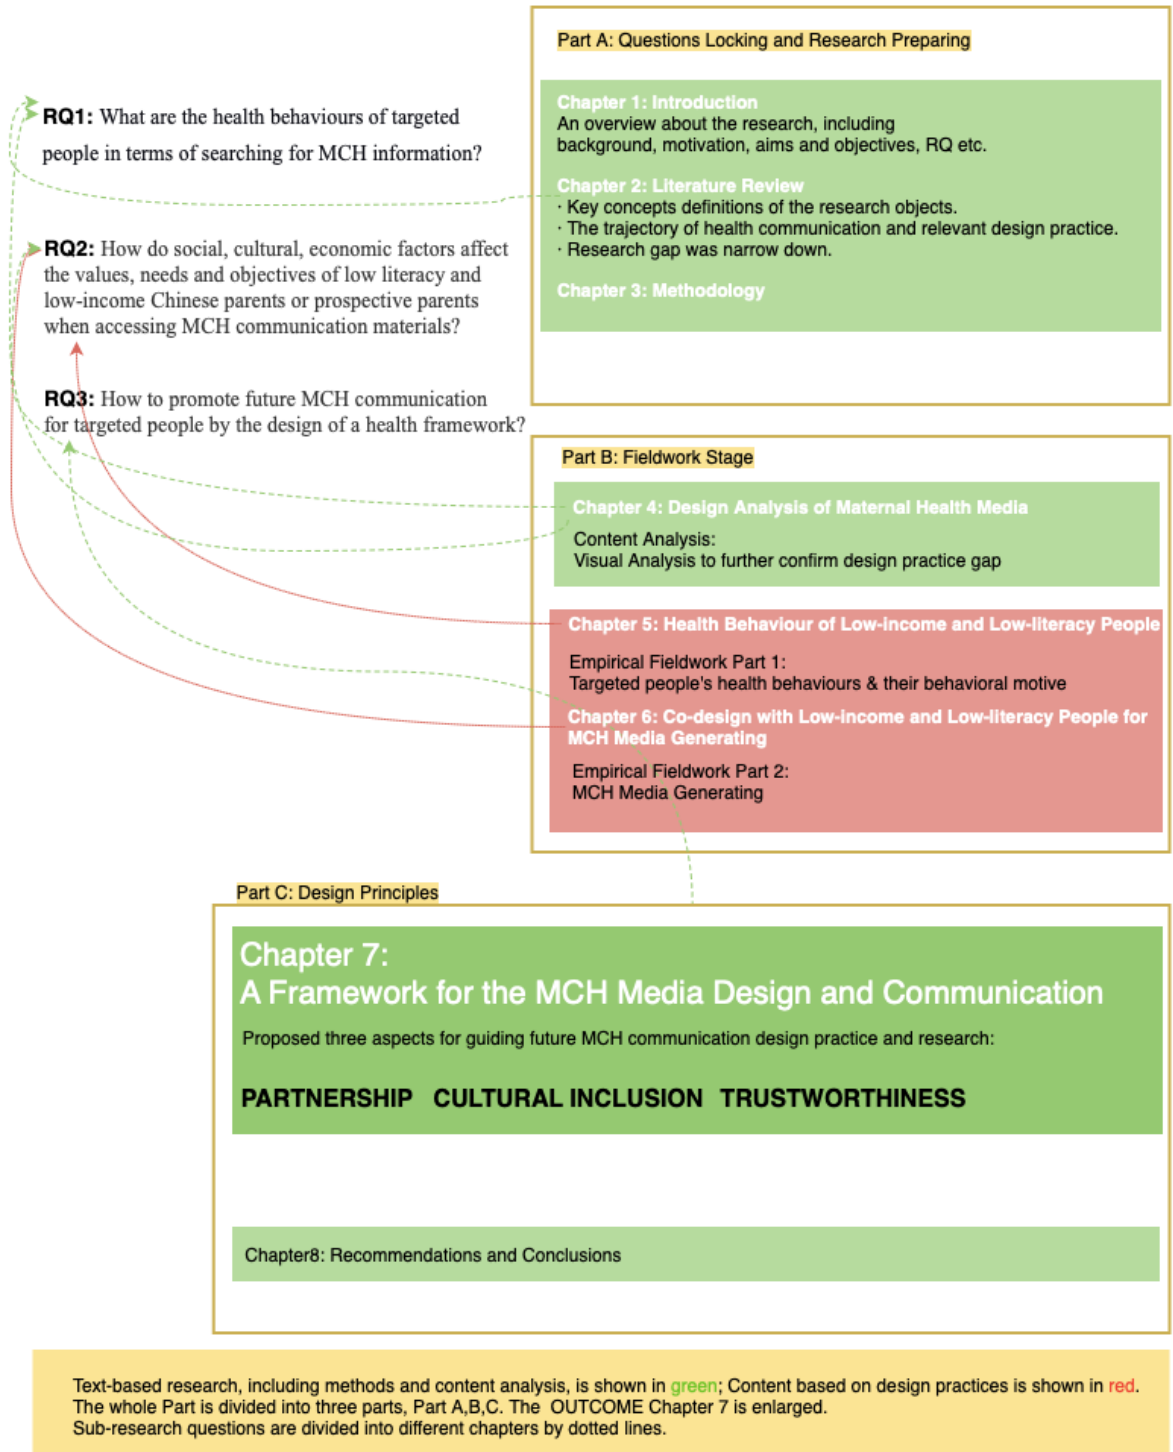 Part A: Questions Locking and Research Preparing
Chapter 1: Introduction
An overview about the research, including
background, motivation, aims and objectives, RQ etc.
Chapter 2: Literature Review
· Key concepts definitions of the research objects.
· The trajectory of health communication and relevant design practice.
· Research gap was narrow down.
Chapter 3: Methodology
RQ1: What are the health behaviours of targeted
people in terms of searching for MCH information?
RQ2: How do social, cultural, economic factors affect
the values, needs and objectives of low literacy and
low-income Chinese parents or prospective parents
when accessing MCH communication materials?
RQ3: How to promote future MCH communication
for targeted people by the design of a health framework?
Part B: Fieldwork Stage
Chapter 4: Design Analysis of Maternal Health Media
Content Analysis:
Visual Analysis to further confirm design practice gap
Chapter 5: Health Behaviour of Low-income and Low-literacy People
Empirical Fieldwork Part 1:
Targeted people's health behaviours & their behavioral motive
Chapter 6: Co-design with Low-income and Low-literacy People for
MCH Media Generating
Empirical Fieldwork Part 2:
MCH Media Generating
Part C: Design Principles
Chapter 7:
A Framework for the MCH Media Design and Communication
Proposed three aspects for guiding future MCH communication design practice and research:
PARTNERSHIP CULTURAL INCLUSION TRUSTWORTHINESS
Chapter8: Recommendations and Conclusions
Text-based research, including methods and content analysis, is shown in green; Content based on design practices is shown in red.
The whole Part is divided into three parts, Part A,B,C. The OUTCOME Chapter 7 is enlarged.
Sub-research questions are divided into different chapters by dotted lines.